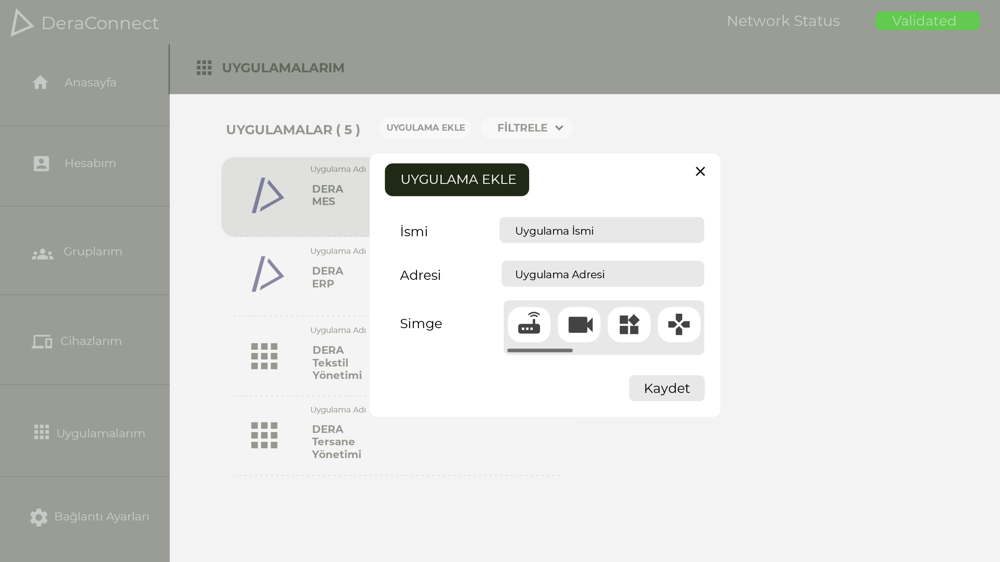 DeraConnect
Network Status
Validated
UYGULAMALARIM
Anasayfa
Hesabım
Gruplarım
Cihazlarım
Uygulamalarım
Bağlantı Ayarları
UYGULAMALAR ( 5 )
UYGULAMA EKLE
FİLTRELE
Uygulama Adı
DERA
MES
Uygulama Adı
DERA
ERP
Uygulama Adı
DERA
Tekstil
Yönetimi
Uygulama Adı
DERA
Tersane
Yönetimi
UYGULAMA EKLE
İsmi
Uygulama İsmi
Adresi
Uygulama Adresi
Simge
Kaydet